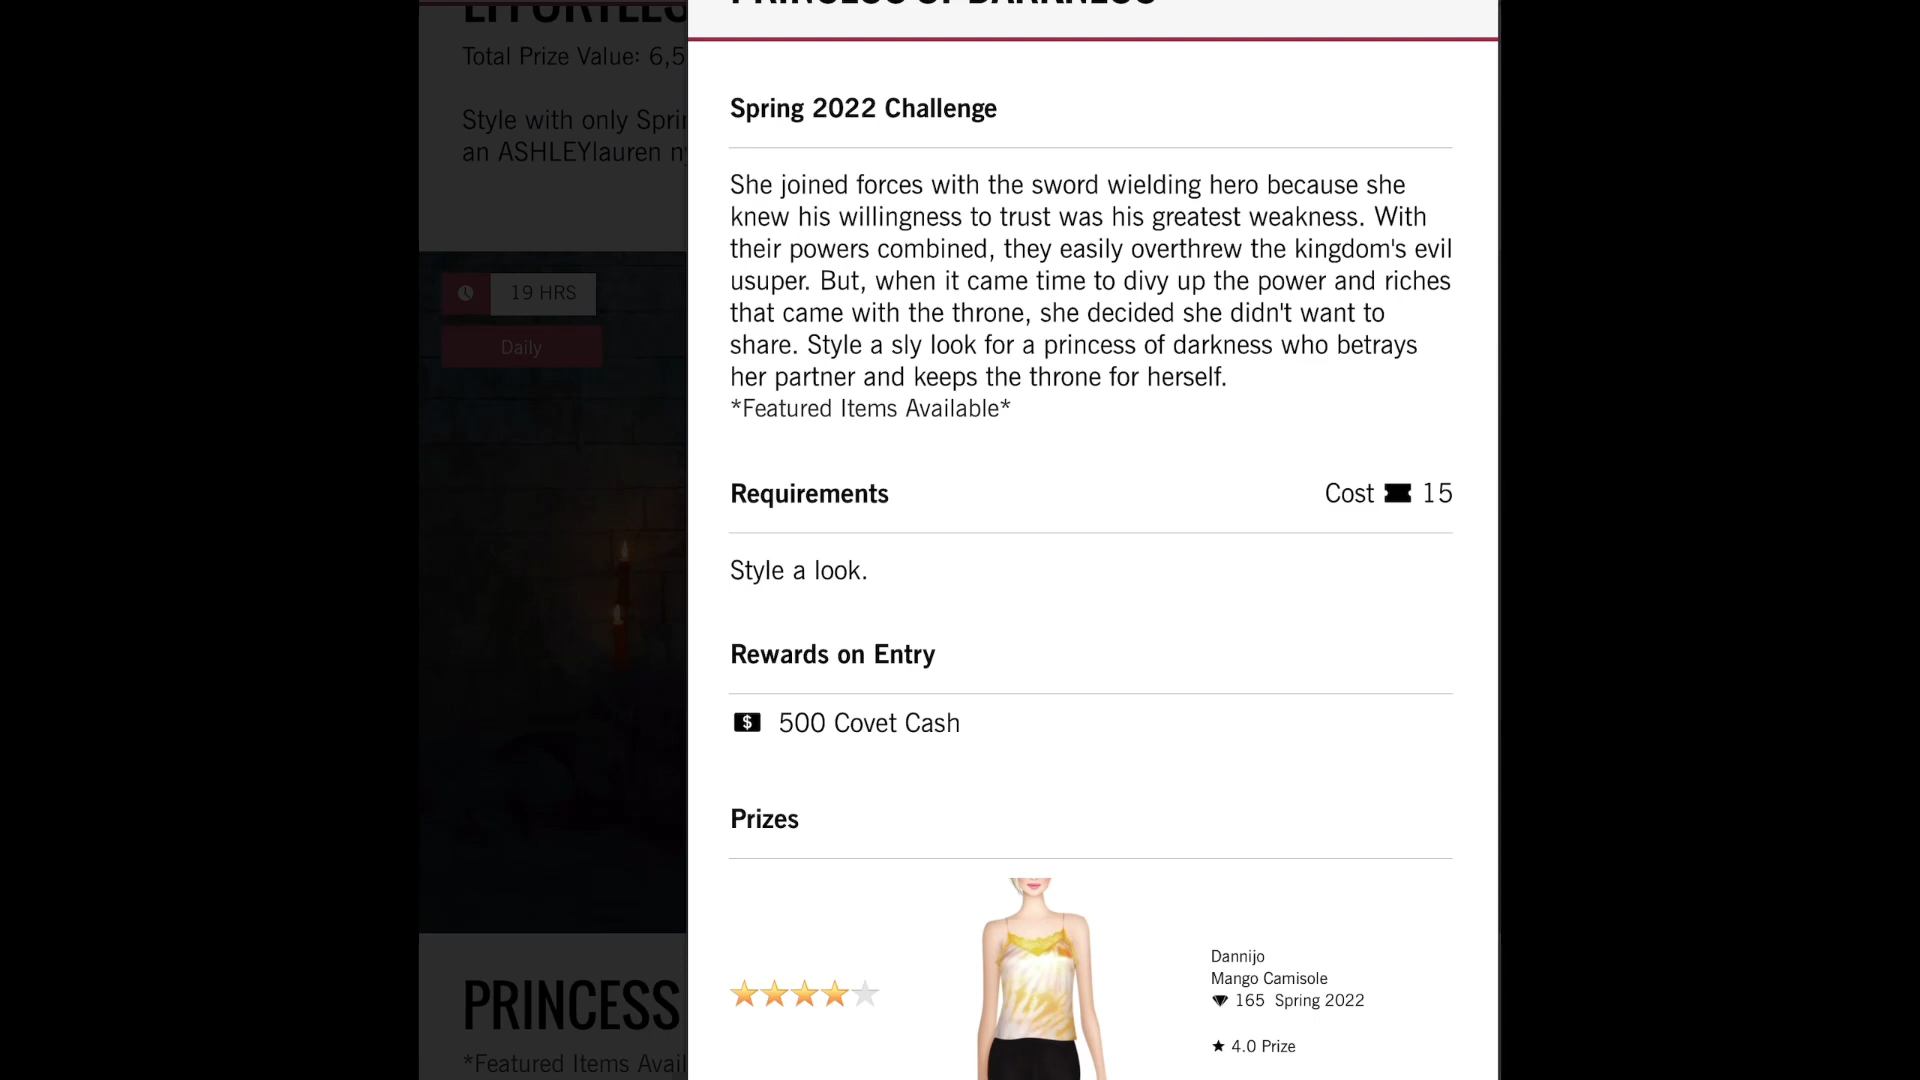 EFFORTLES
Total Prize Value: 6,5
Style with only Spri
an ASHLEYlauren
19 HRS
Daily
PRINCESS
*Featured Items Avail
PRINCESS OF DARKNESS
Spring 2022 Challenge
She joined forces with the sword wielding hero because she
knew his willingness to trust was his greatest weakness. With
their powers combined, they easily overthrew the kingdom's evil
usuper. But, when it came time to divy up the power and riches
that came with the throne, she decided she didn't want to
share. Style a sly look for a princess of darkness who betrays
her partner and keeps the throne for herself.
*Featured Items Available*
Requirements
Cost 15
Style a look.
Rewards on Entry
$ 500 Covet Cash
Prizes
Dannijo
Mango Camisole
165 Spring 2022
★ 4.0 Prize